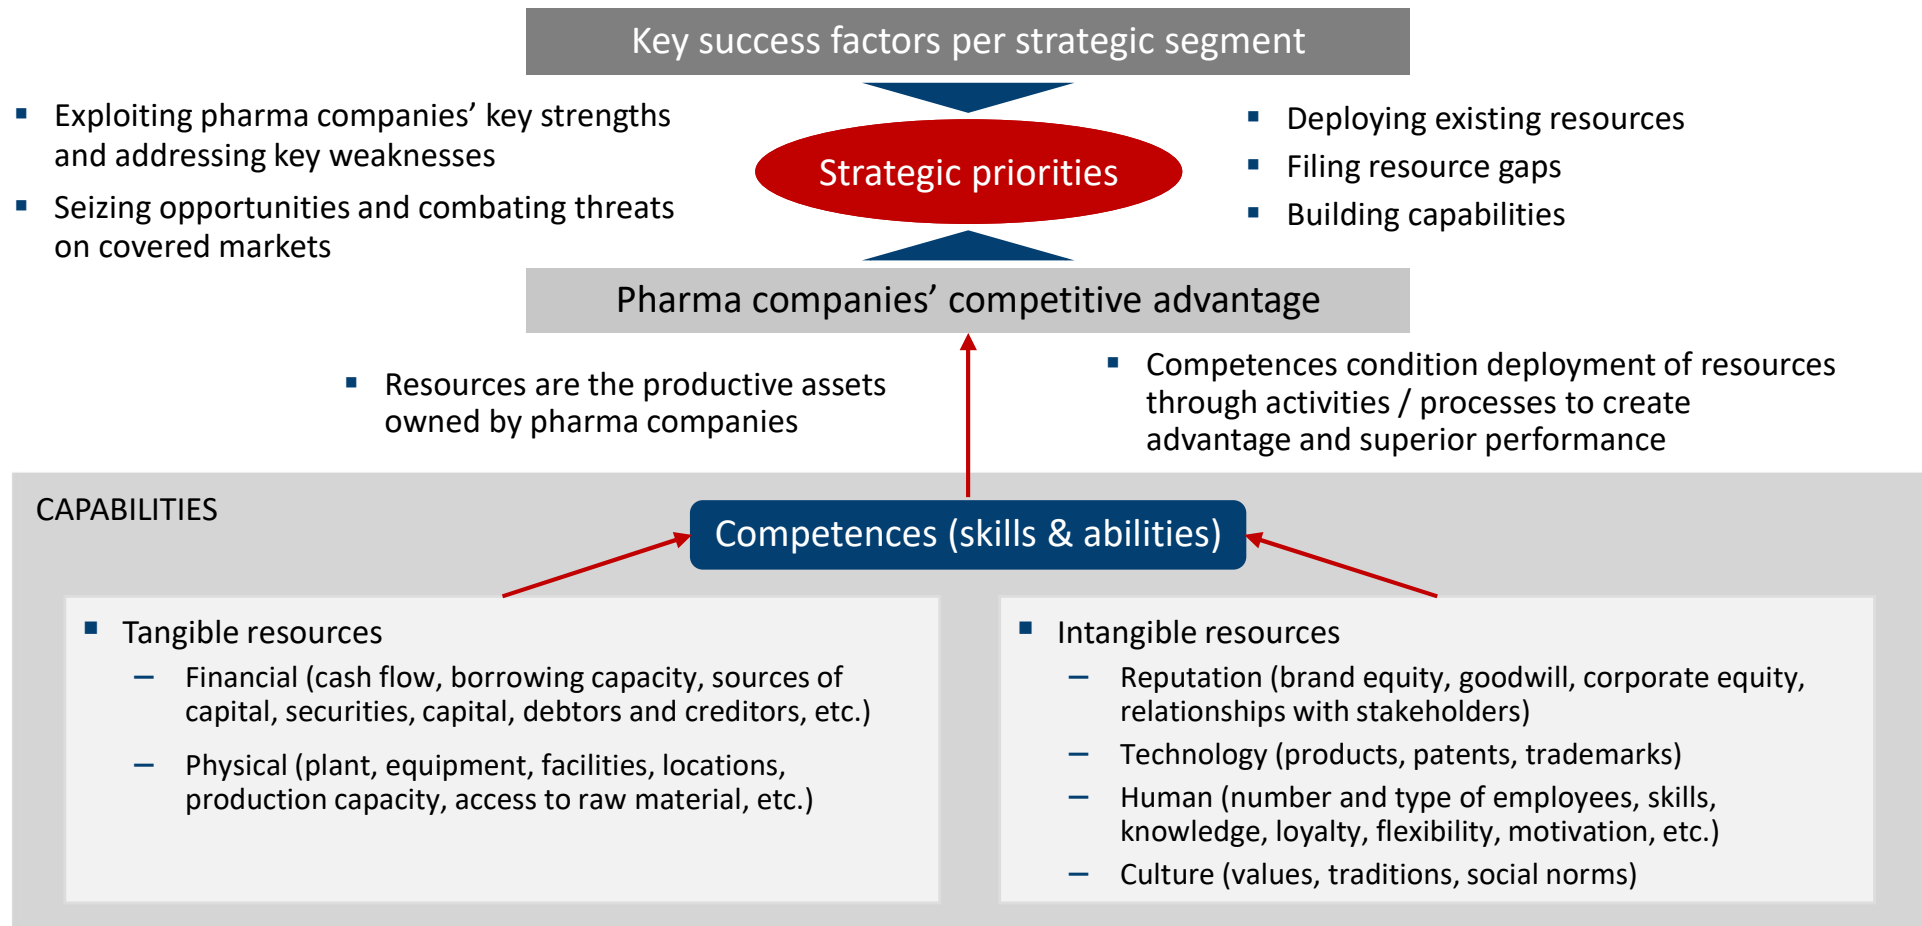 Key success factors per strategic segment
▪ Exploiting pharma companies’ key strengths
and addressing key weaknesses
▪ Seizing opportunities and combating threats
on covered markets
Strategic priorities
▪ Deploying existing resources
▪ Filing resource gaps
▪ Building capabilities
Pharma companies’ competitive advantage
▪ Resources are the productive assets
owned by pharma companies
▪ Competences condition deployment of resources
through activities / processes to create
advantage and superior performance
CAPABILITIES
Competences (skills & abilities)
▪ Tangible resources
– Financial (cash flow, borrowing capacity, sources of
capital, securities, capital, debtors and creditors, etc.)
– Physical (plant, equipment, facilities, locations,
production capacity, access to raw material, etc.)
▪ Intangible resources
– Reputation (brand equity, goodwill, corporate equity,
relationships with stakeholders)
– Technology (products, patents, trademarks)
– Human (number and type of employees, skills,
knowledge, loyalty, flexibility, motivation, etc.)
– Culture (values, traditions, social norms)